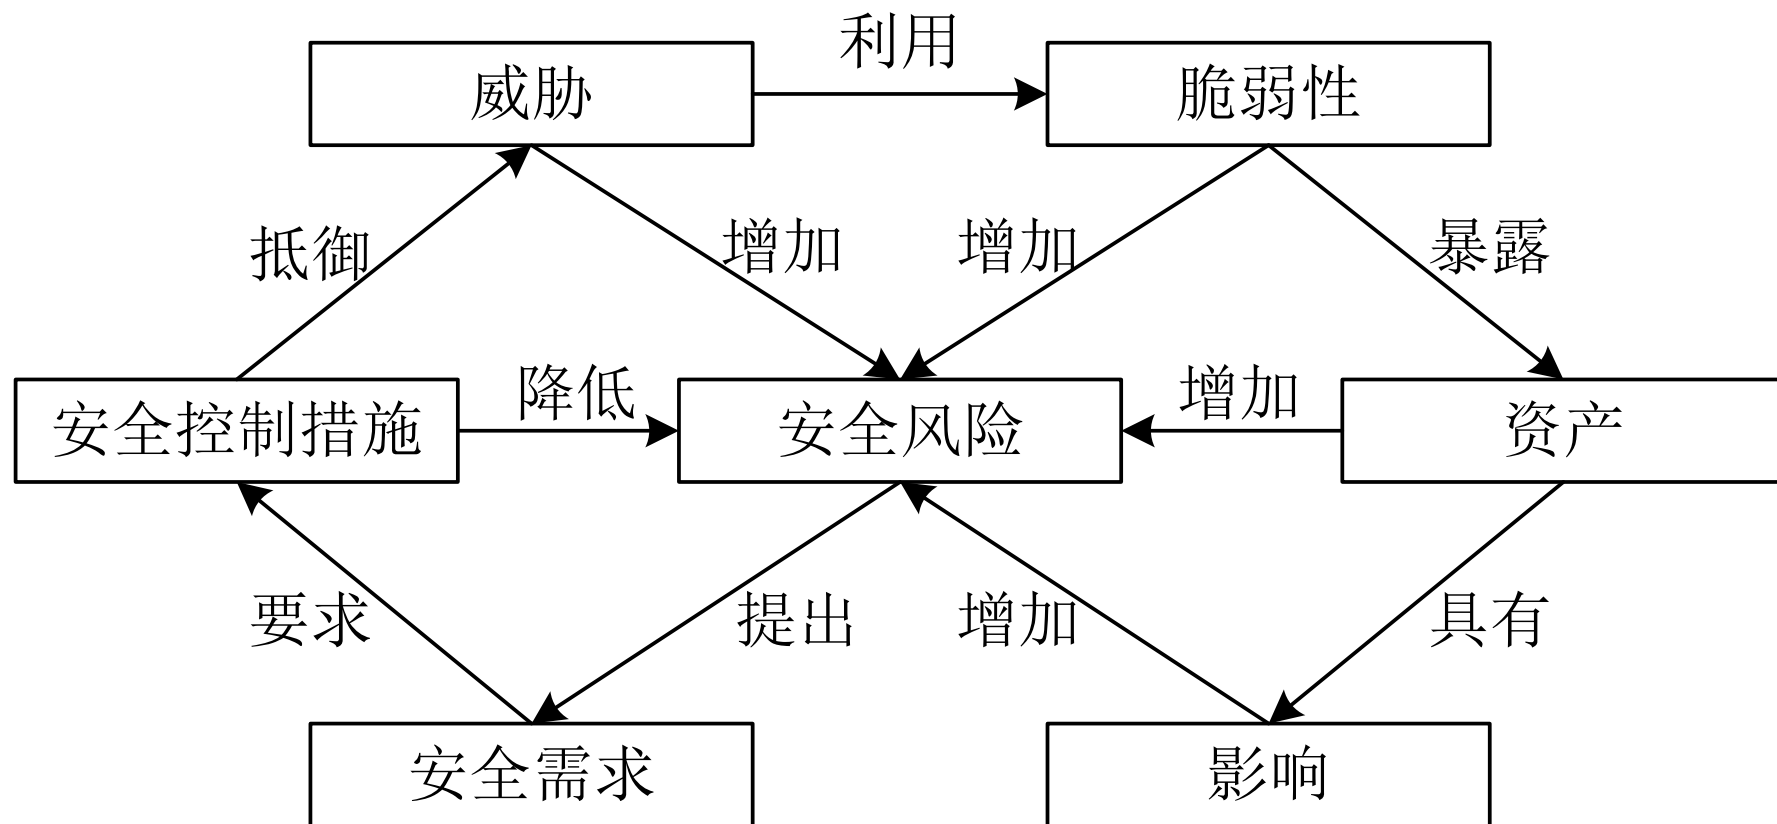 利用
威胁
脆弱性
抵御
增加
增加
暴露
降低
增加
安全控制措施
安全风险
资产
要求
提出
增加
具有
安全需求
影响